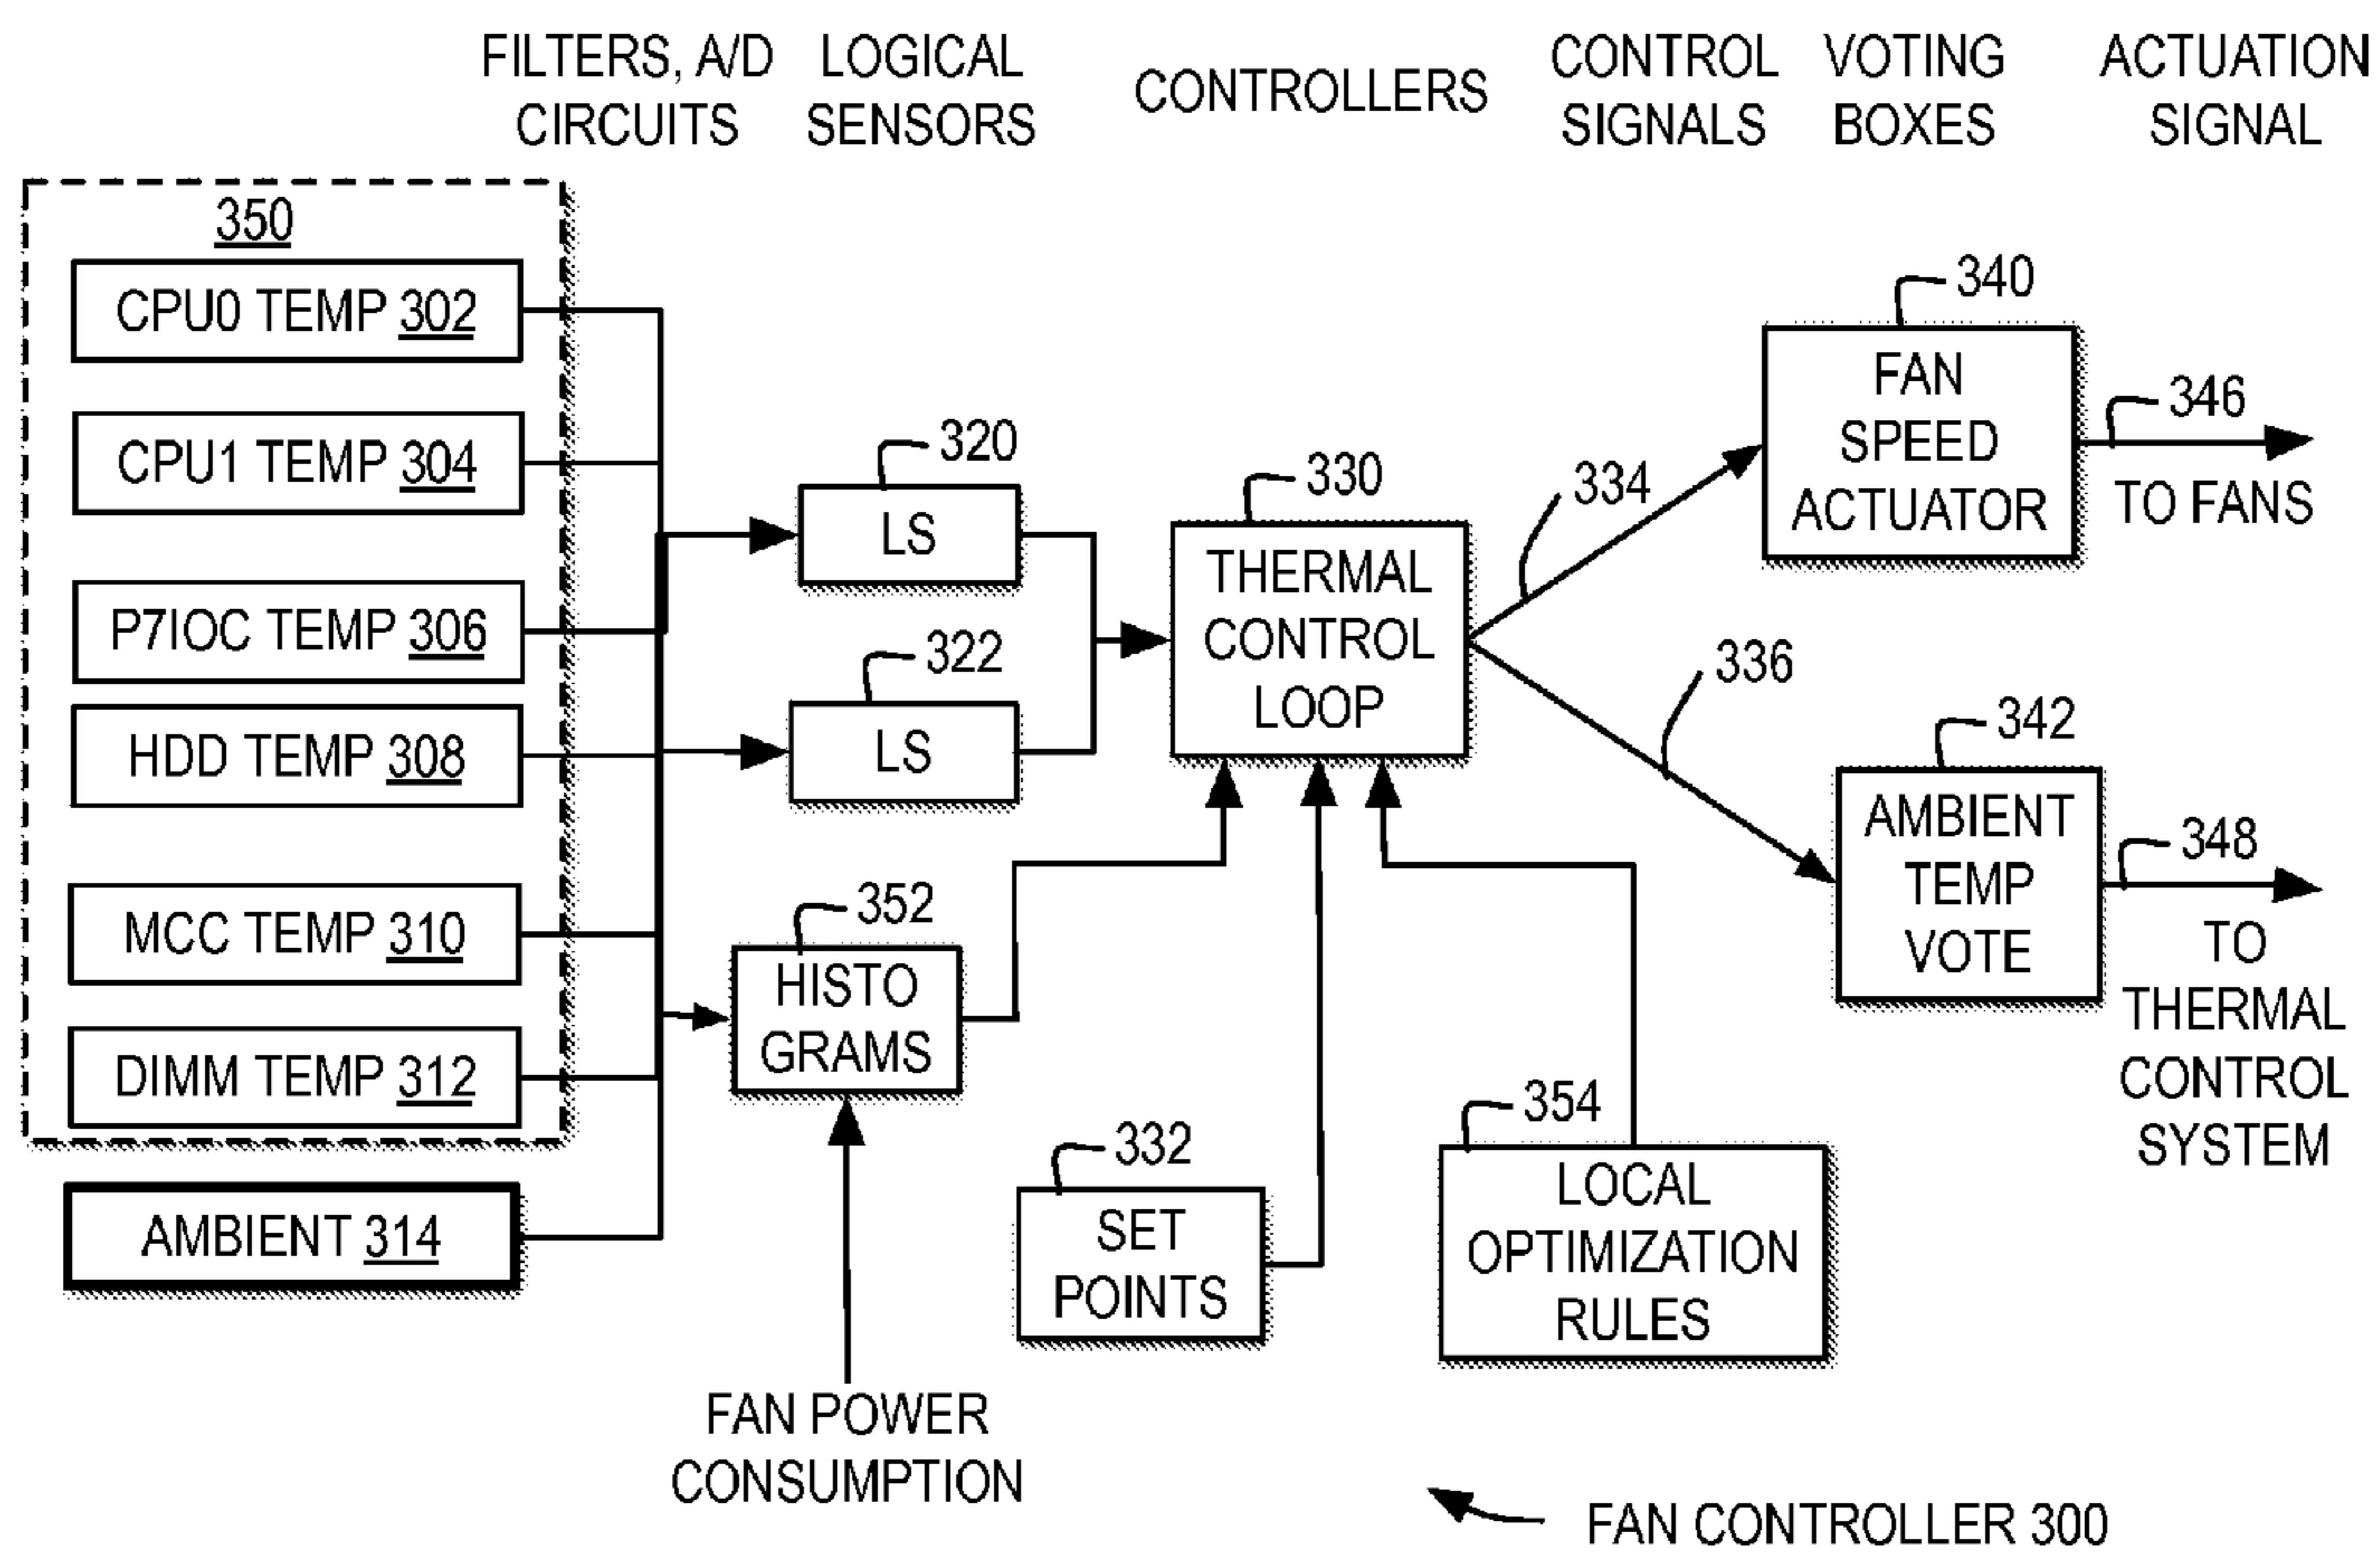 FILTERS, A/D
CIRCUITS
LOGICAL
SENSORS
CONTROLLERS
CONTROL
SIGNALS
VOTING
BOXES
ACTUATION
SIGNAL
350
CPU0 TEMP 302
CPU1 TEMP 304
P7IOC TEMP 306
HDD TEMP 308
MCC TEMP 310
DIMM TEMP 312
AMBIENT 314
320
LS
322
LS
352
HISTO
GRAMS
FAN POWER
CONSUMPTION
330
THERMAL
CONTROL
LOOP
332
SET
POINTS
354
LOCAL
OPTIMIZATION
RULES
334
336
340
FAN
SPEED
ACTUATOR
346
TO FANS
342
AMBIENT
TEMP
VOTE
348
TO
THERMAL
CONTROL
SYSTEM
FAN CONTROLLER 300